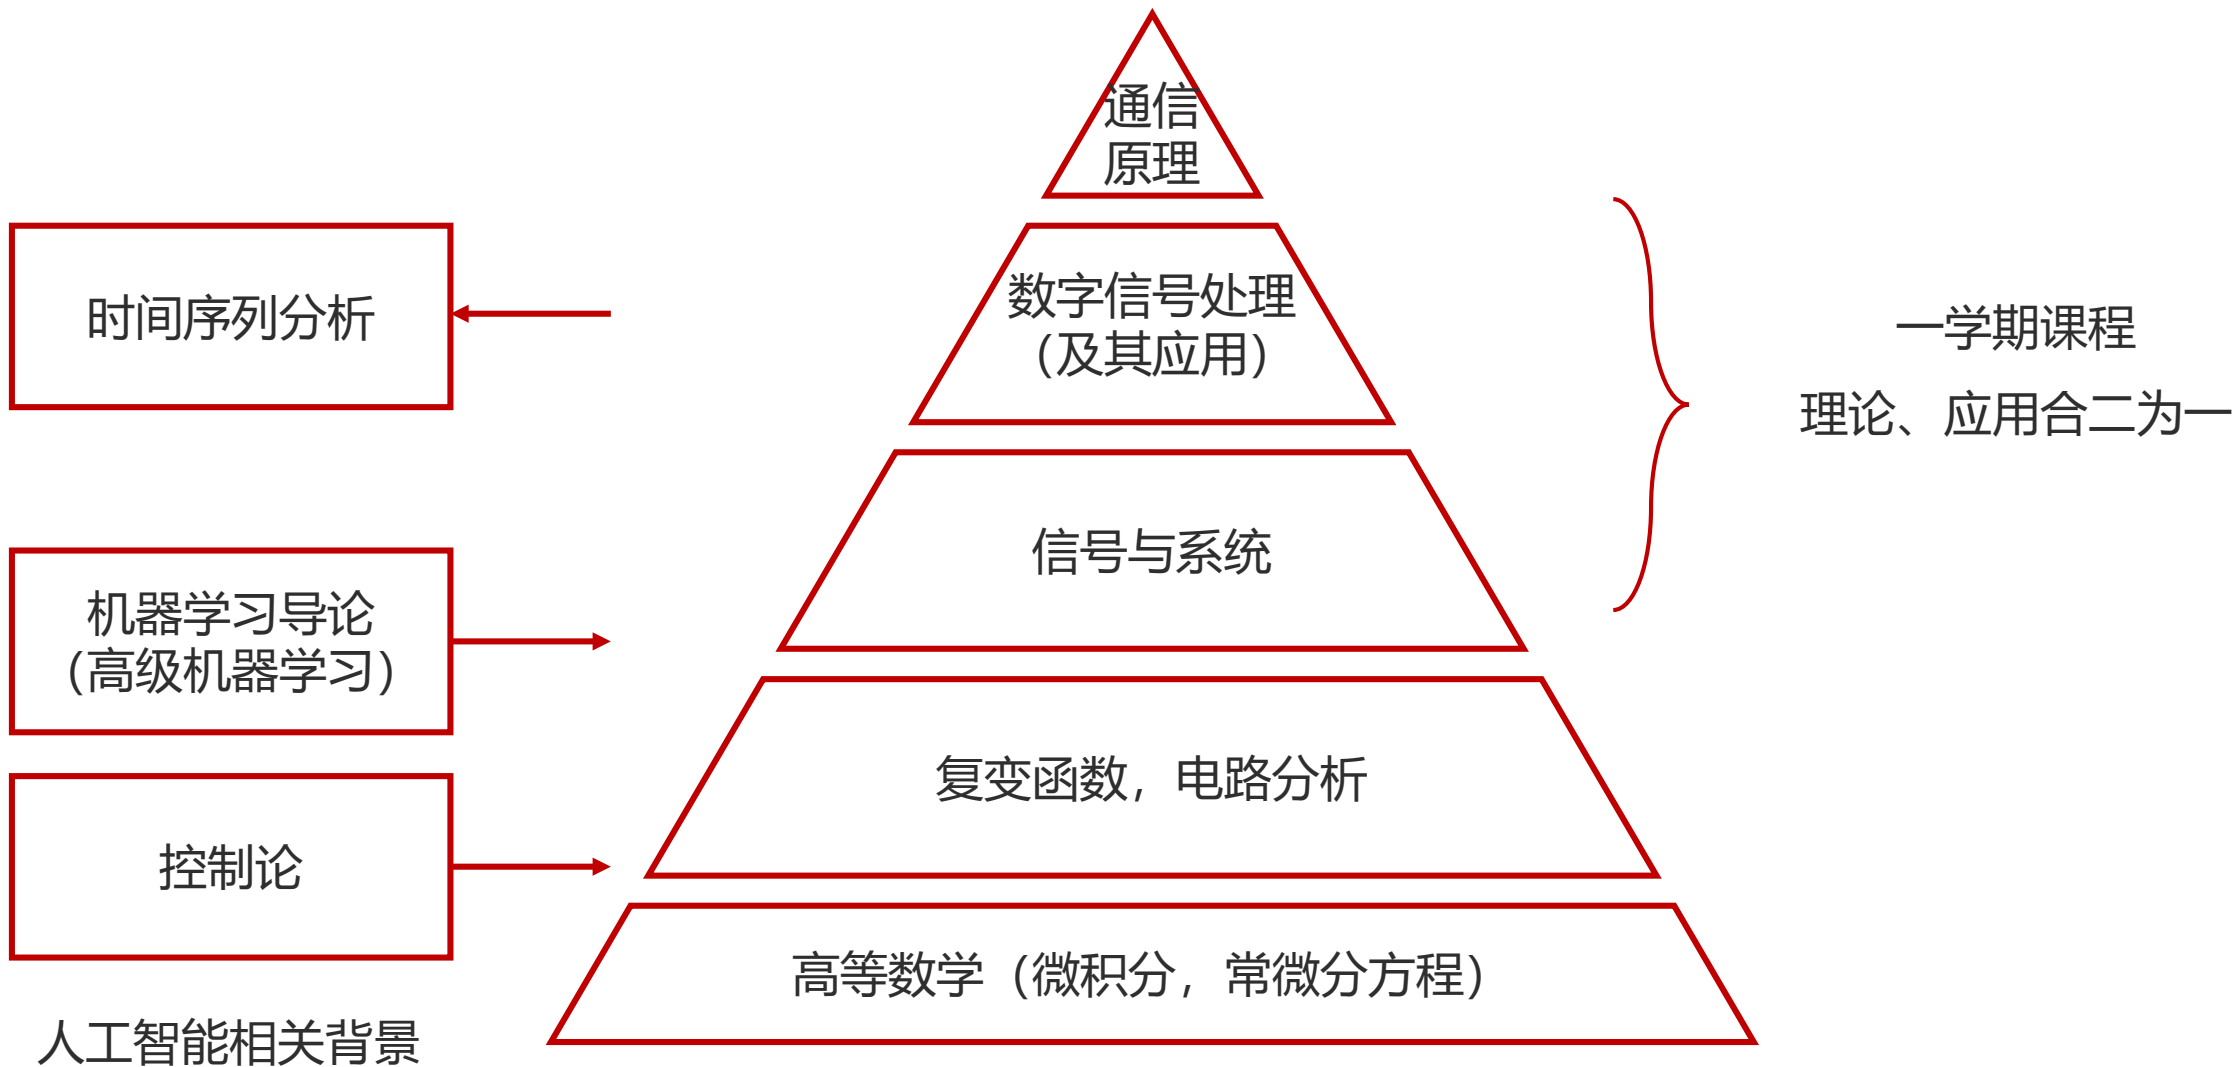 通信
原理
数字信号处理
（及其应用）
信号与系统
复变函数，电路分析
高等数学（微积分，常微分方程）
时间序列分析
机器学习导论
（高级机器学习）
控制论
人工智能相关背景
一学期课程
理论、应用合二为一